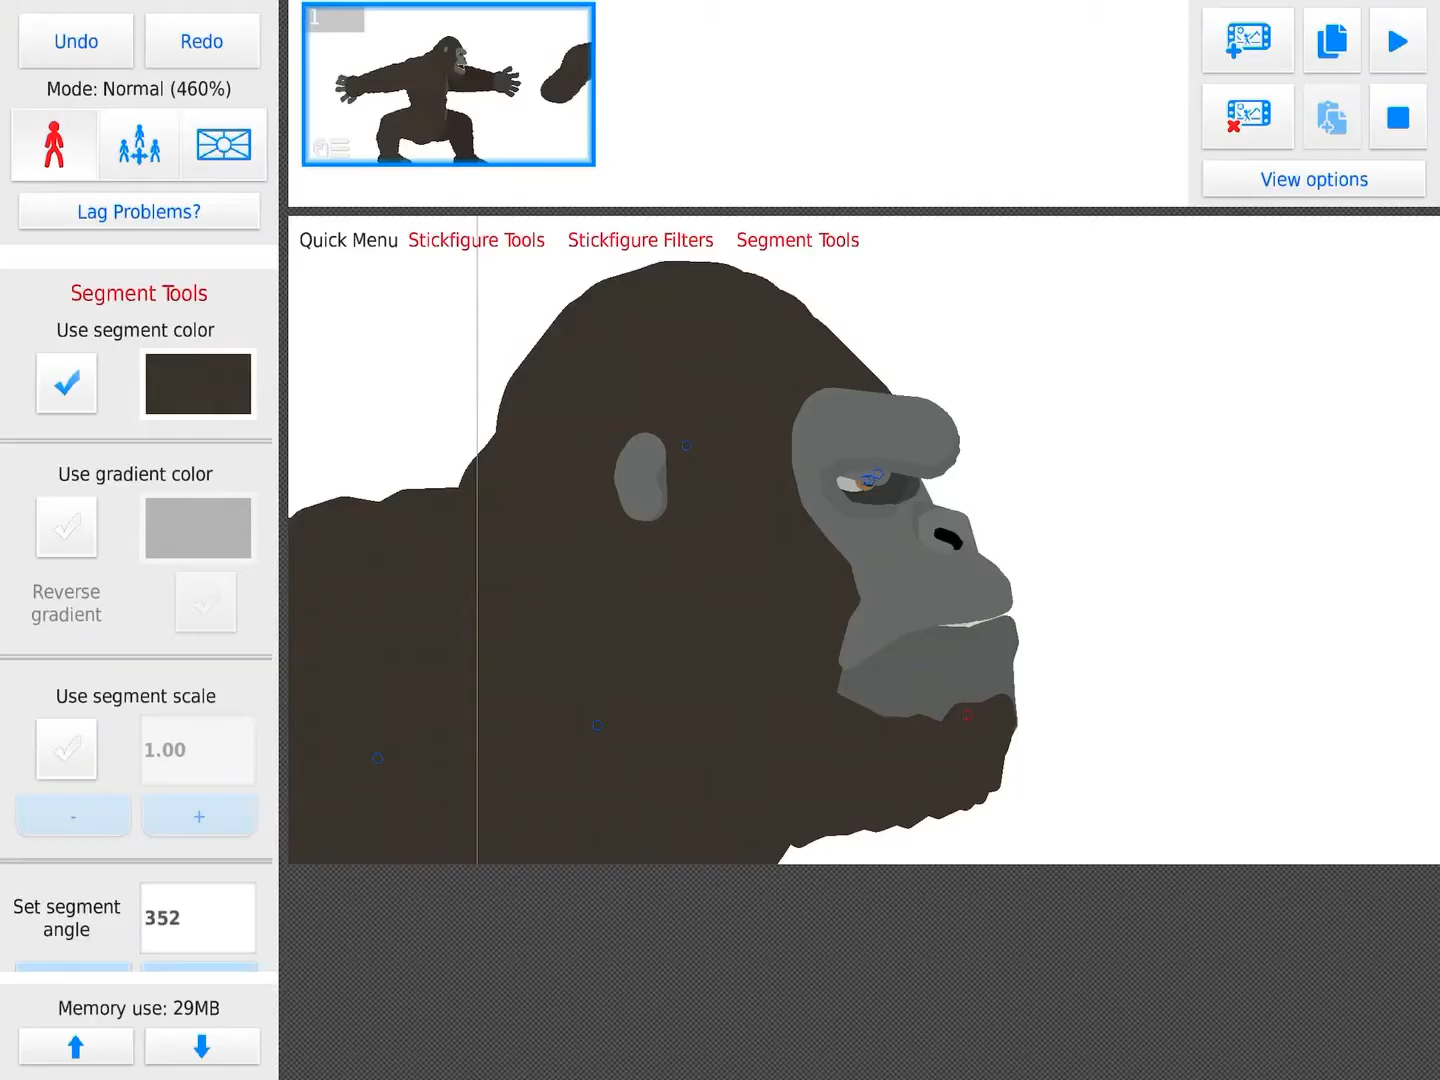 Undo
Redo
Mode: Normal (460%)
Lag Problems?
1
View options
Quick Menu Stickfigure Tools Stickfigure Filters Segment Tools
Segment Tools
Use segment color
Use gradient color
Reverse
gradient
Use segment scale
1.00
- +
Set segment
angle
352
Memory use: 29MB